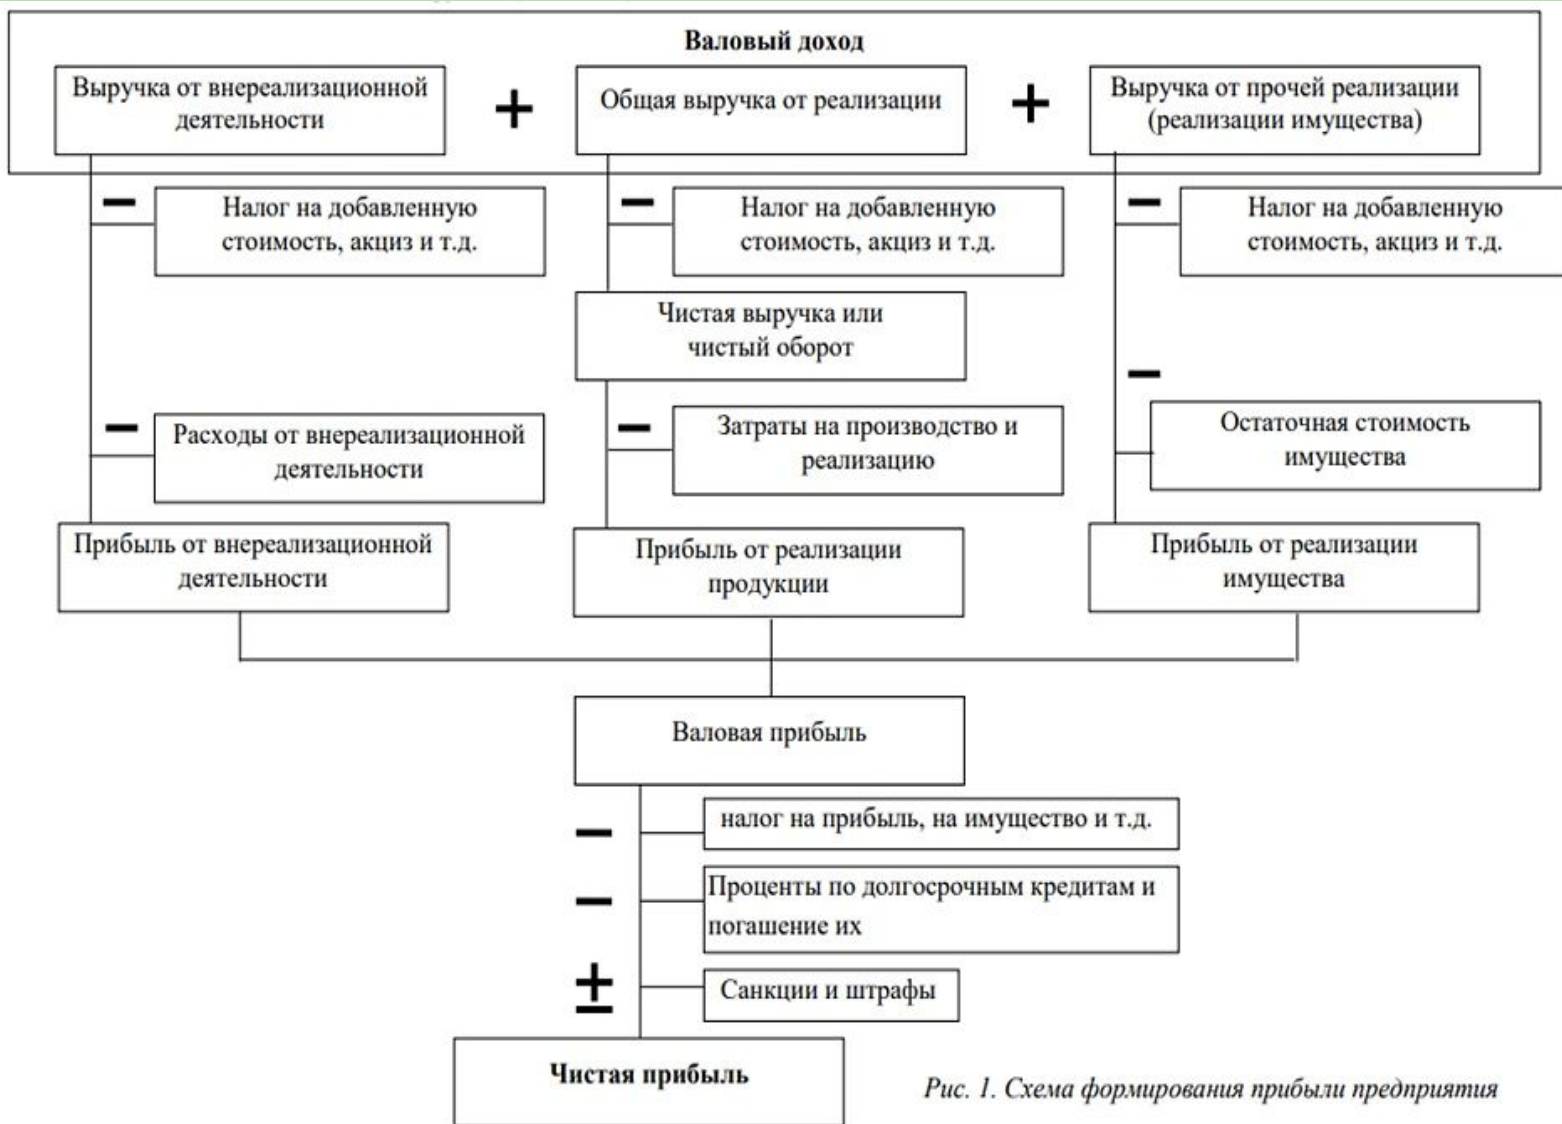 Валовый доход
Выручка от внереализационной
деятельности
+
Общая выручка от реализации
+
Выручка от прочей реализации
(реализации имущества)
−
Налог на добавленную
стоимость, акциз и т.д.
−
Налог на добавленную
стоимость, акциз и т.д.
−
Налог на добавленную
стоимость, акциз и т.д.
Чистая выручка или
чистый оборот
−
Расходы от внереализационной
деятельности
−
Затраты на производство и
реализацию
−
Остаточная стоимость
имущества
Прибыль от внереализационной
деятельности
Прибыль от реализации
продукции
Прибыль от реализации
имущества
Валовая прибыль
−
налог на прибыль, на имущество и т.д.
−
Проценты по долгосрочным кредитам и
погашение их
±
Санкции и штрафы
Чистая прибыль
Рис. 1. Схема формирования прибыли предприятия